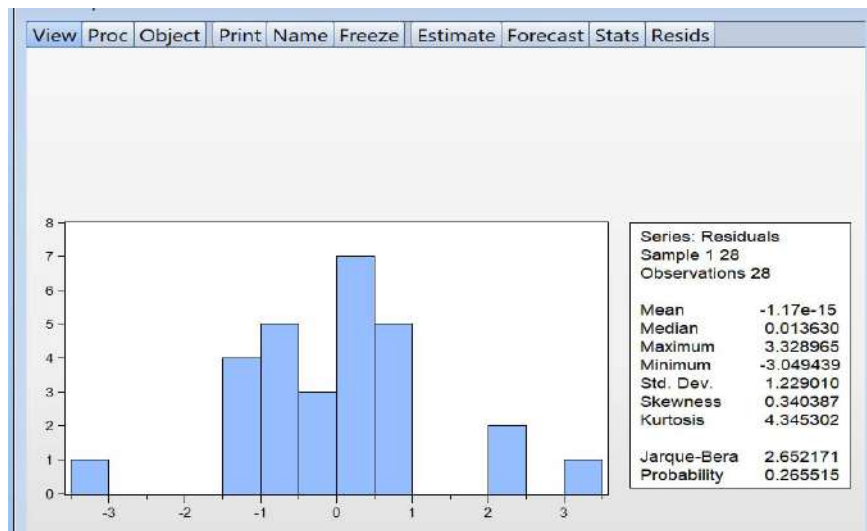 View Proc Object Print Name Freeze Estimate Forecast Stats Resids
8
7
6
5
4
3
2
1
0
-3 -2 -1 0 1 2 3
Series: Residuals
Sample 1 28
Observations 28
Mean -1.17e-15
Median 0.013630
Maximum 3.328965
Minimum -3.049439
Std. Dev. 1.229010
Skewness 0.340387
Kurtosis 4.345302
Jarque-Bera 2.652171
Probability 0.265515